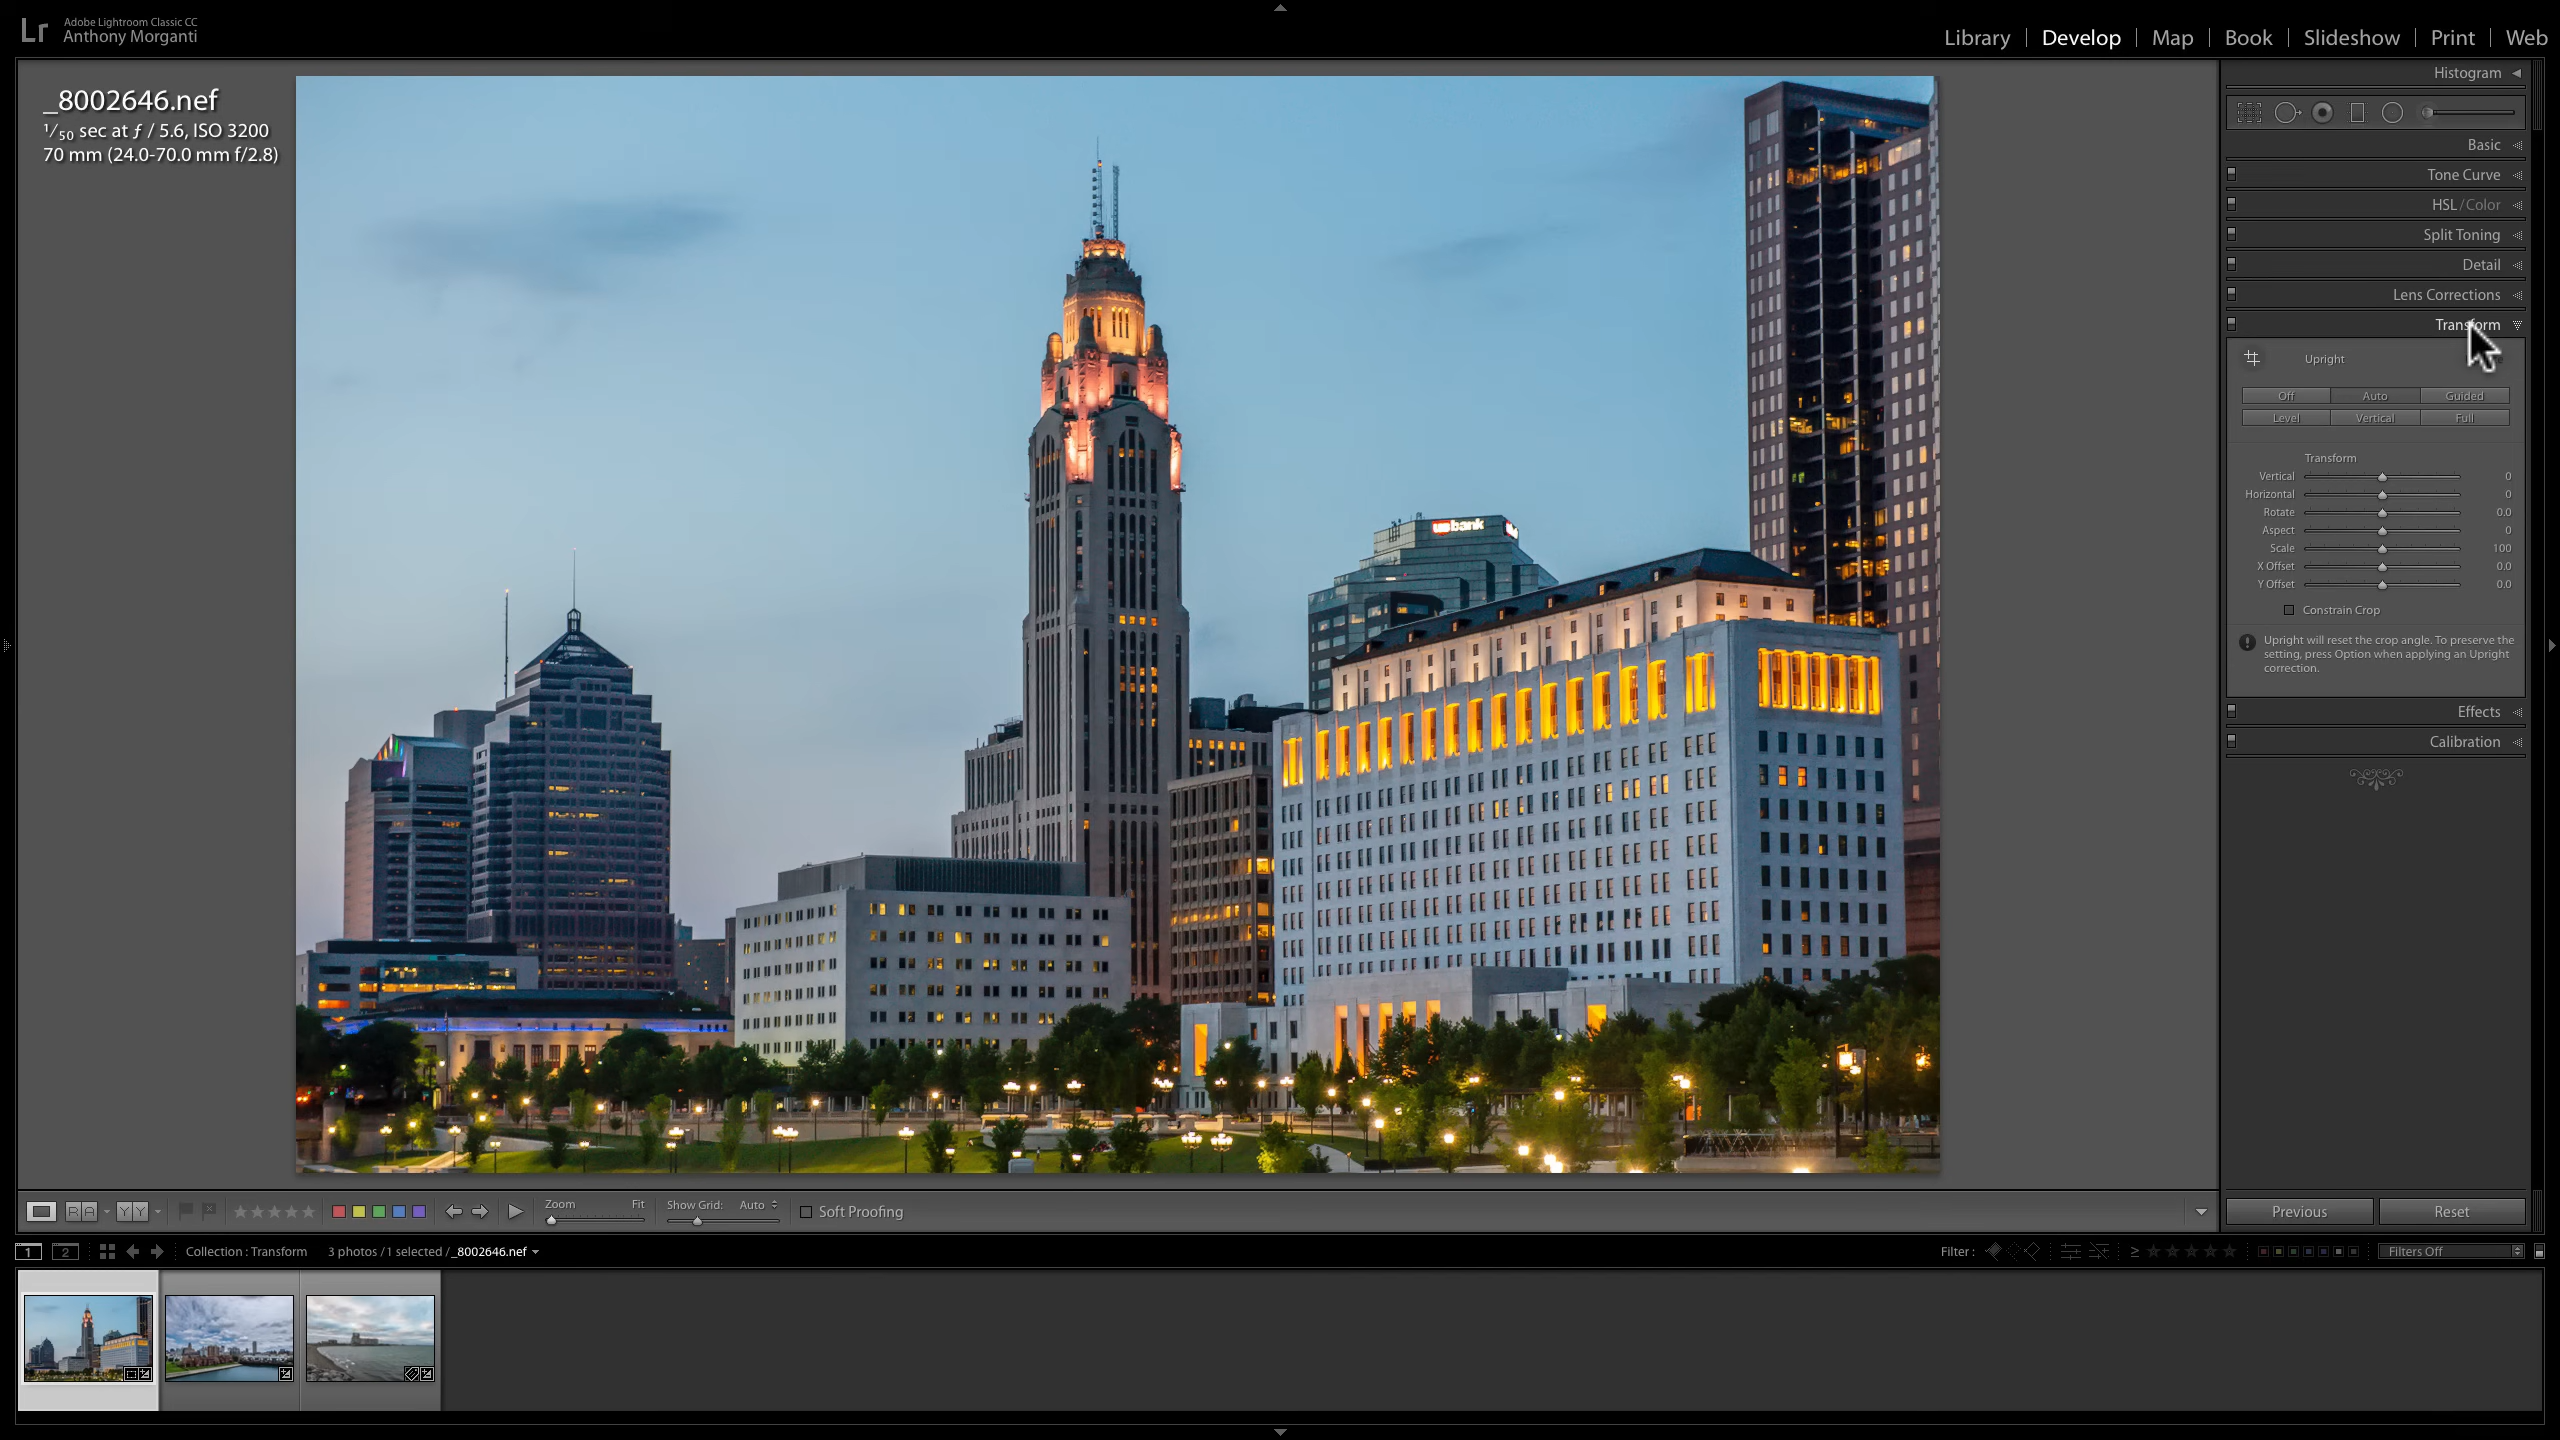 Lr
Adobe Lightroom Classic CC
Anthony Morganti
Library | Develop | Map | Book | Slideshow | Print | Web
_8002646.nef
1/50 sec at ƒ / 5.6, ISO 3200
70 mm (24.0-70.0 mm f/2.8)
usbank
Histogram
Basic
Tone Curve
HSL / Color
Split Toning
Detail
Lens Corrections
Transform
Upright
Off Auto Guided
Level Vertical Full
Transform
Vertical 0
Horizontal 0
Rotate 0.0
Aspect 0
Scale 100
X Offset 0.0
Y Offset 0.0
Constrain Crop
Upright will reset the crop angle. To preserve the
setting, press Option when applying an Upright
correction.
Effects
Calibration
R A Y Y Zoom Fit Show Grid: Auto Soft Proofing
Previous Reset
1 2 Collection : Transform 3 photos / 1 selected / _8002646.nef Filter : Filters Off